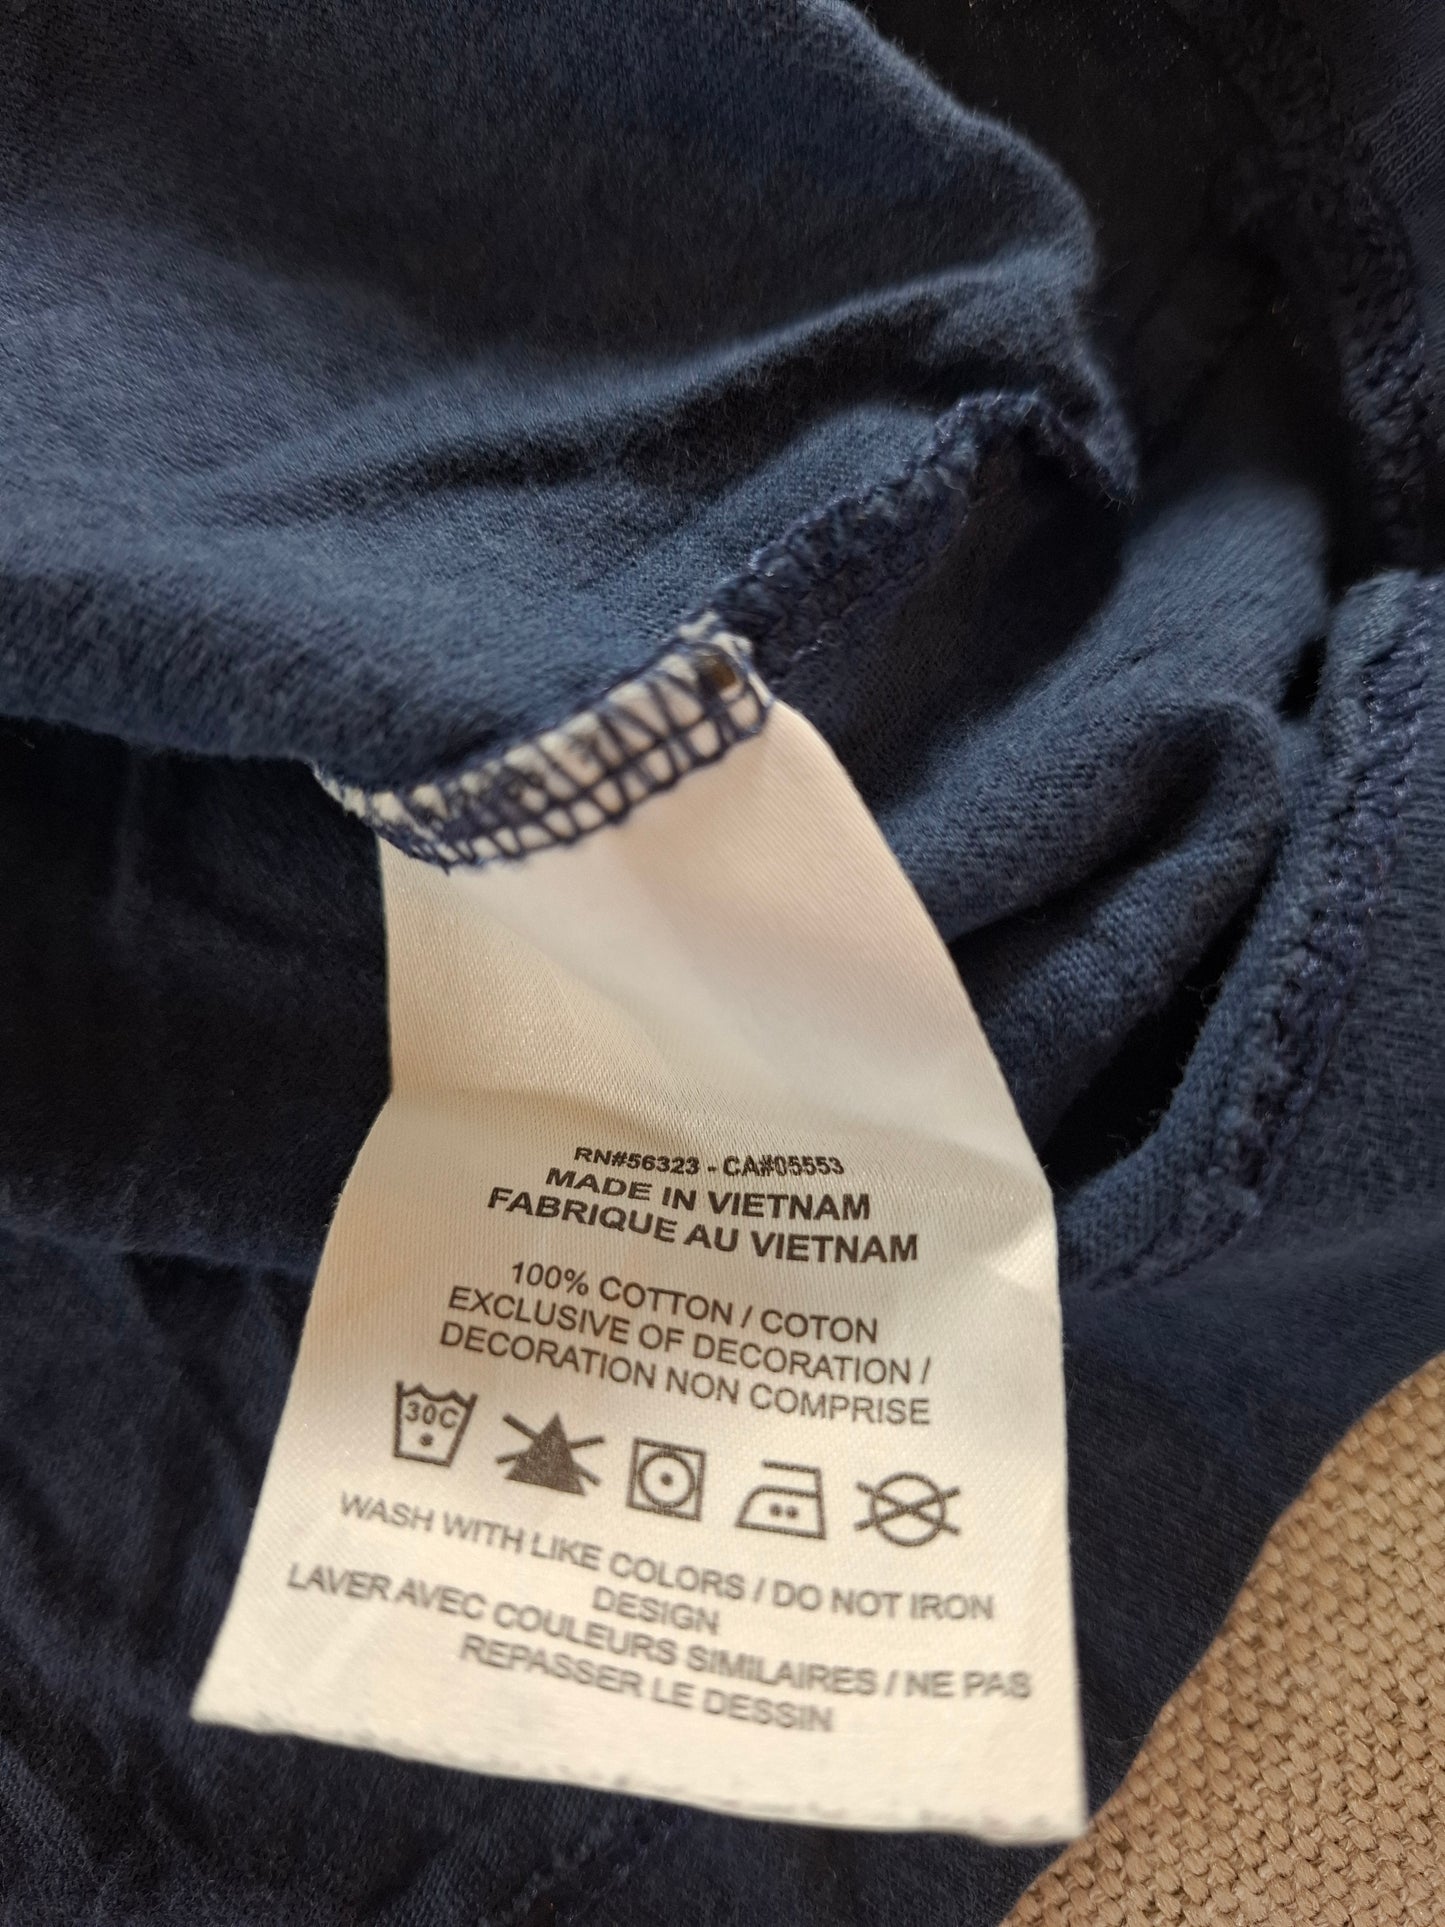 RN#56323 - CA#05553
MADE IN VIETNAM
FABRIQUE AU VIETNAM
100% COTTON / COTON
EXCLUSIVE OF DECORATION /
DECORATION NON COMPRISE
30C
WASH WITH LIKE COLORS / DO NOT IRON
DESIGN
LAVER AVEC COULEURS SIMILAIRES / NE PAS
REPASSER LE DESSIN